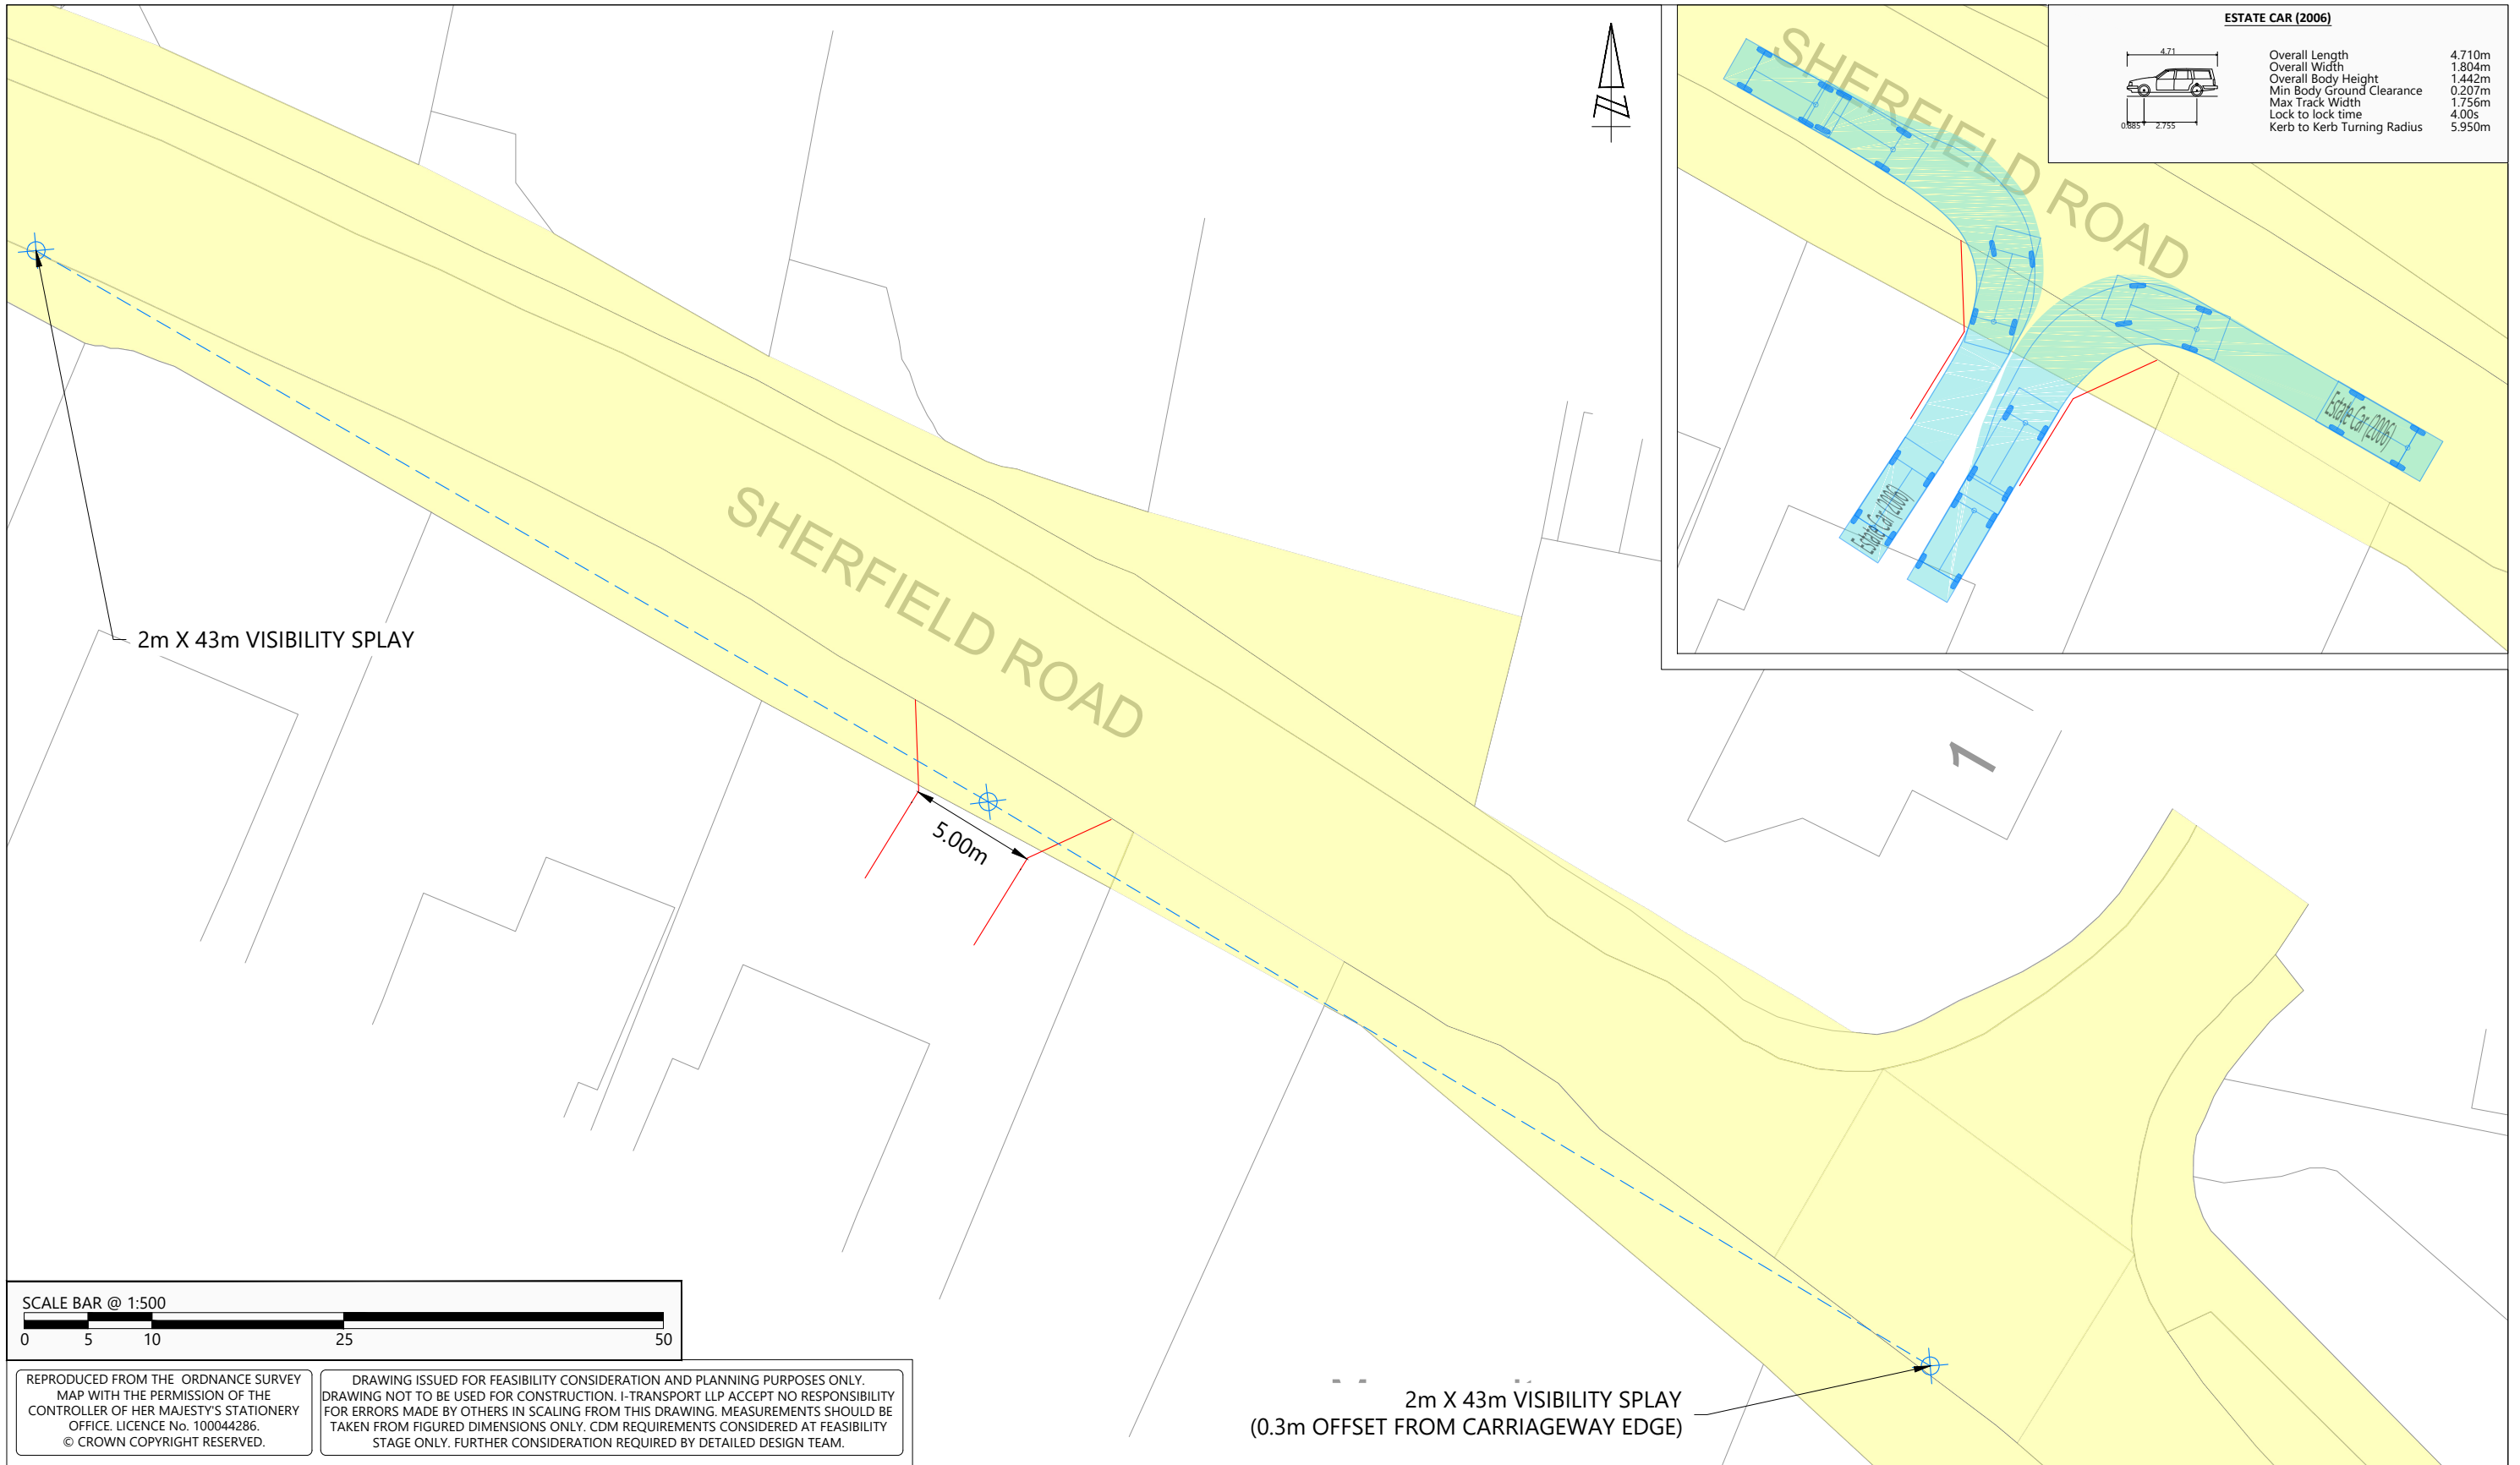 ESTATE CAR (2006)
4.71
0.885
2.755
Overall Length 4.710m
Overall Width 1.804m
Overall Body Height 1.442m
Min Body Ground Clearance 0.207m
Max Track Width 1.756m
Lock to lock time 4.00s
Kerb to Kerb Turning Radius 5.950m
SHERFIELD ROAD
Estate Car (2006)
Estate Car (2006)
N
SHERFIELD ROAD
2m X 43m VISIBILITY SPLAY
5.00m
1
2m X 43m VISIBILITY SPLAY
(0.3m OFFSET FROM CARRIAGEWAY EDGE)
SCALE BAR @ 1:500
0 5 10 25 50
REPRODUCED FROM THE ORDNANCE SURVEY
MAP WITH THE PERMISSION OF THE
CONTROLLER OF HER MAJESTY'S STATIONERY
OFFICE. LICENCE No. 100044286.
© CROWN COPYRIGHT RESERVED.
DRAWING ISSUED FOR FEASIBILITY CONSIDERATION AND PLANNING PURPOSES ONLY.
DRAWING NOT TO BE USED FOR CONSTRUCTION. I-TRANSPORT LLP ACCEPT NO RESPONSIBILITY
FOR ERRORS MADE BY OTHERS IN SCALING FROM THIS DRAWING. MEASUREMENTS SHOULD BE
TAKEN FROM FIGURED DIMENSIONS ONLY. CDM REQUIREMENTS CONSIDERED AT FEASIBILITY
STAGE ONLY. FURTHER CONSIDERATION REQUIRED BY DETAILED DESIGN TEAM.